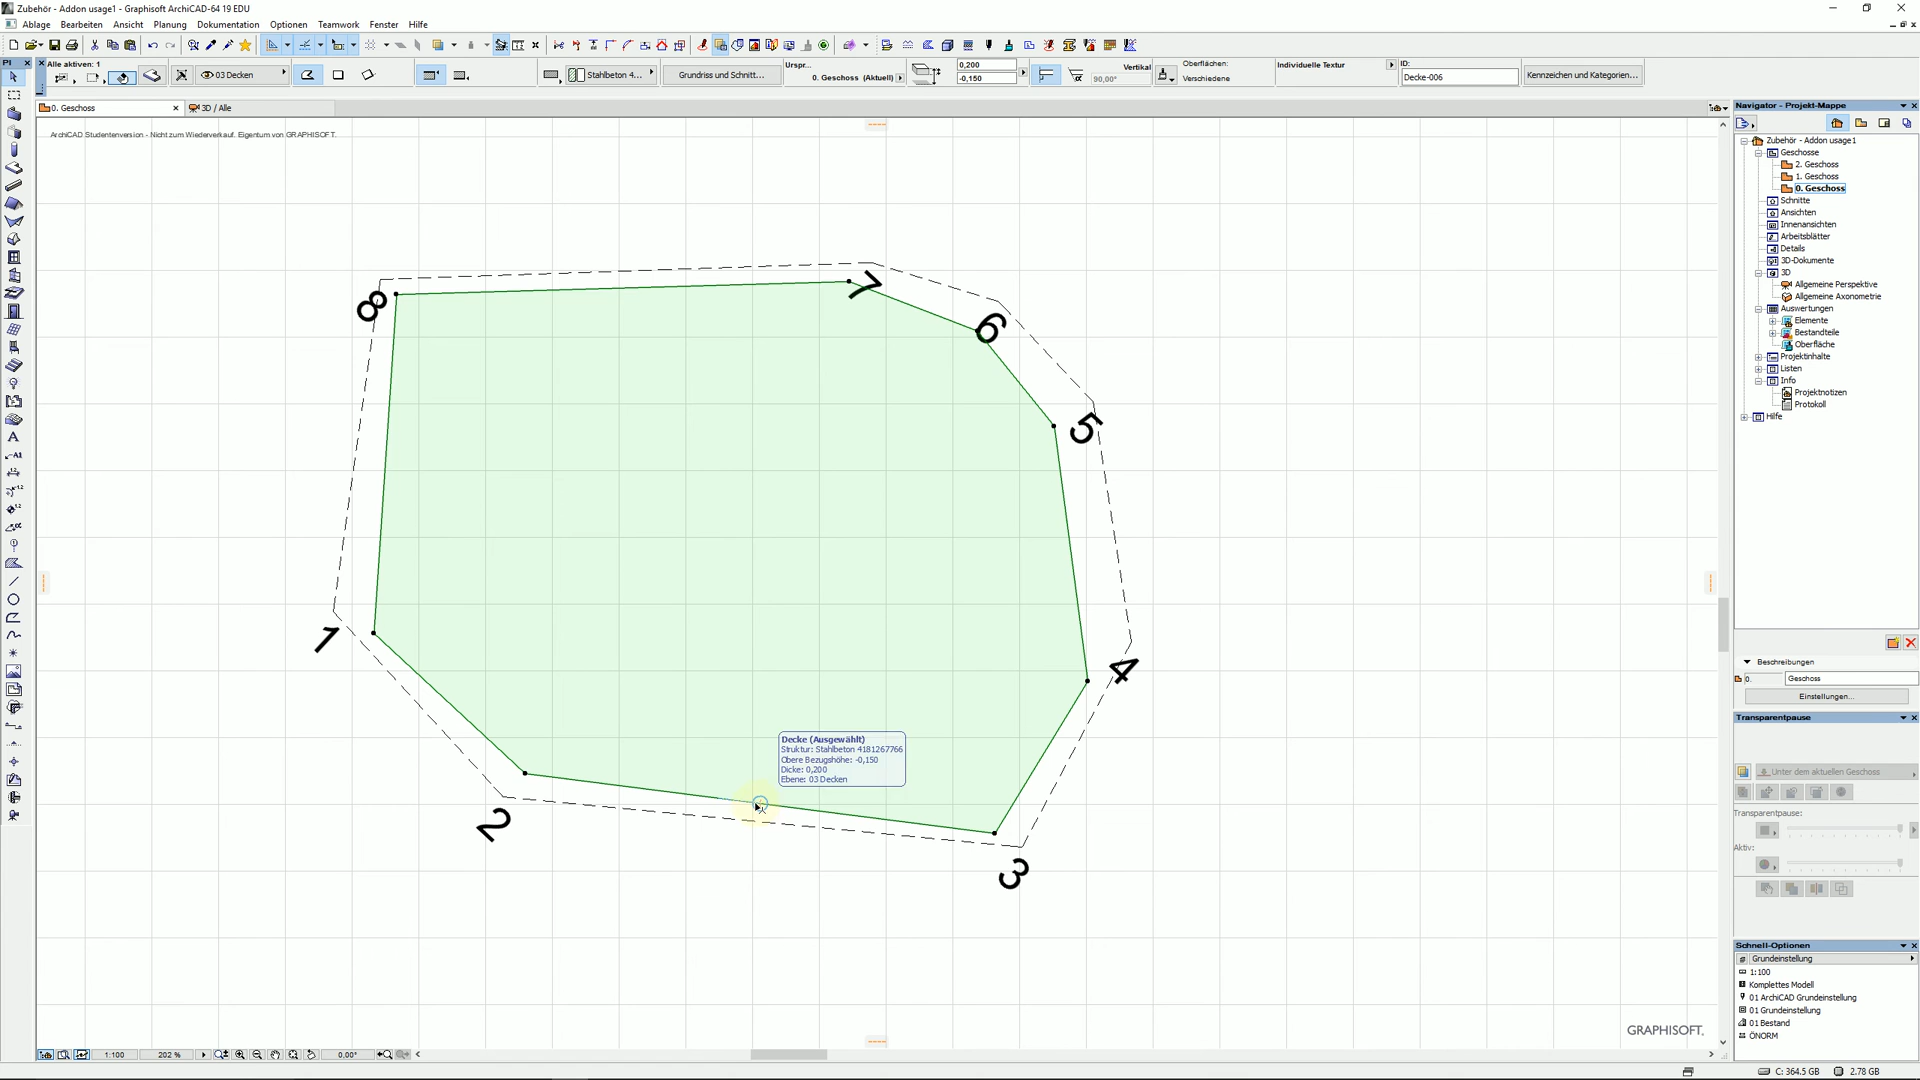 Zubehör - Addon usage1 - Graphisoft ArchiCAD-64 19 EDU
Ablage Bearbeiten Ansicht Planung Dokumentation Optionen Teamwork Fenster Hilfe
PI
Alle aktiven: 1
03 Decken
Stahlbeton 4...
Grundriss und Schnitt...
Urspr...
0. Geschoss (Aktuell)
0,200
-0,150
Vertikal
90,00°
Oberflächen:
Verschiedene
Individuelle Textur
ID:
Decke-006
Kennzeichen und Kategorien...
0. Geschoss
3D / Alle
ArchiCAD Studentenversion - Nicht zum Wiederverkauf. Eigentum von GRAPHISOFT.
8
7
6
5
1
4
2
3
Decke (Ausgewählt)
Struktur: Stahlbeton 4181267766
Obere Bezugshöhe: -0,150
Dicke: 0,200
Ebene: 03 Decken
GRAPHISOFT.
Navigator - Projekt-Mappe
Zubehör - Addon usage1
Geschosse
2. Geschoss
1. Geschoss
0. Geschoss
Schnitte
Ansichten
Innenansichten
Arbeitsblätter
Details
3D-Dokumente
3D
Allgemeine Perspektive
Allgemeine Axonometrie
Auswertungen
Elemente
Bestandteile
Oberfläche
Projektinhalte
Listen
Info
Projektnotizen
Protokoll
Hilfe
Beschreibungen
0. Geschoss
Einstellungen...
Transparentpause
Unter dem aktuellen Geschoss
Transparentpause:
Aktiv:
Schnell-Optionen
Grundeinstellung
1:100
Komplettes Modell
01 ArchiCAD Grundeinstellung
01 Grundeinstellung
01 Bestand
ÖNORM
1:100
202 %
0,00°
C: 364.5 GB
2.78 GB